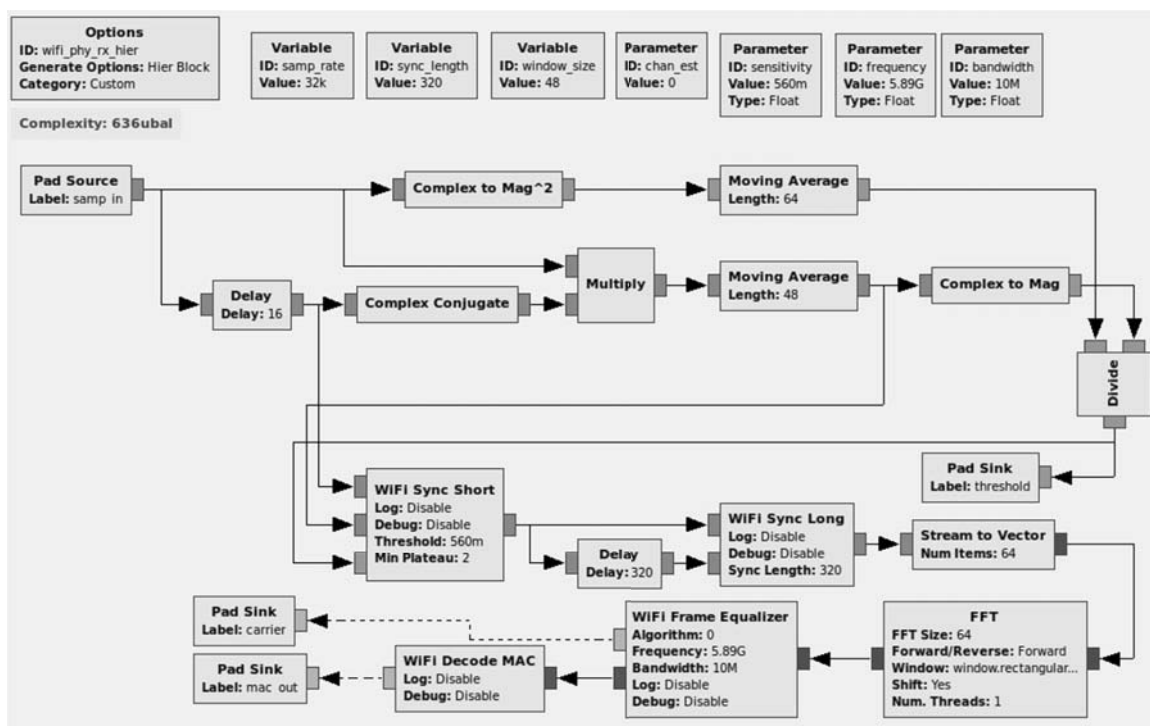 Options
ID: wifi_phy_rx_hier
Generate Options: Hier Block
Category: Custom
Variable
ID: samp_rate
Value: 32k
Variable
ID: sync_length
Value: 320
Variable
ID: window_size
Value: 48
Parameter
ID: chan_est
Value: 0
Parameter
ID: sensitivity
Value: 560m
Type: Float
Parameter
ID: frequency
Value: 5.89G
Type: Float
Parameter
ID: bandwidth
Value: 10M
Type: Float
Complexity: 636ubal
Pad Source
Label: samp_in
Complex to Mag^2
Moving Average
Length: 64
Delay
Delay: 16
Complex Conjugate
Multiply
Moving Average
Length: 48
Complex to Mag
Divide
Pad Sink
Label: threshold
WiFi Sync Short
Log: Disable
Debug: Disable
Threshold: 560m
Min Plateau: 2
Delay
Delay: 320
WiFi Sync Long
Log: Disable
Debug: Disable
Sync Length: 320
Stream to Vector
Num Items: 64
Pad Sink
Label: carrier
Pad Sink
Label: mac_out
WiFi Decode MAC
Log: Disable
Debug: Disable
WiFi Frame Equalizer
Algorithm: 0
Frequency: 5.89G
Bandwidth: 10M
Log: Disable
Debug: Disable
FFT
FFT Size: 64
Forward/Reverse: Forward
Window: window.rectangular...
Shift: Yes
Num. Threads: 1